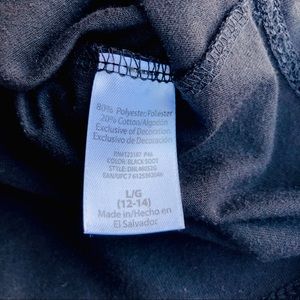 80% Polyester/Poliéster
20% Cotton/Algodón
Exclusive of Decoration
Exclusivo de Decoración
COLOR: BLACK SOOT
L/G
(12-14)
Made in/Hecho en
El Salvador